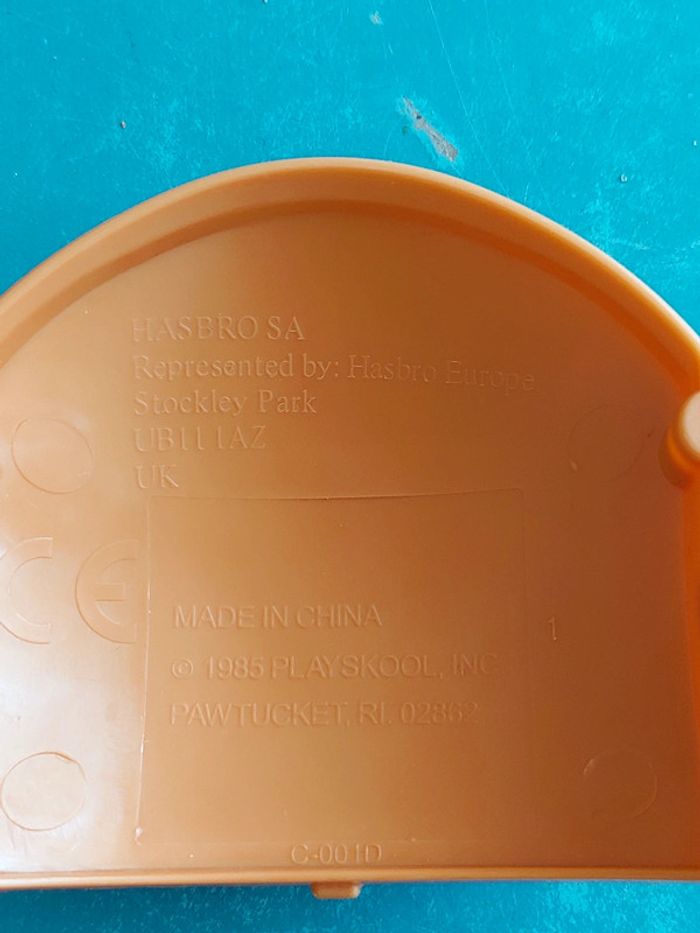 HASBRO SA
Represented by: Hasbro Europe
Stockley Park
UB11 1AZ
UK
CE
MADE IN CHINA
1
© 1985 PLAYSKOOL, INC.
PAWTUCKET, RI. 02862
C-001D